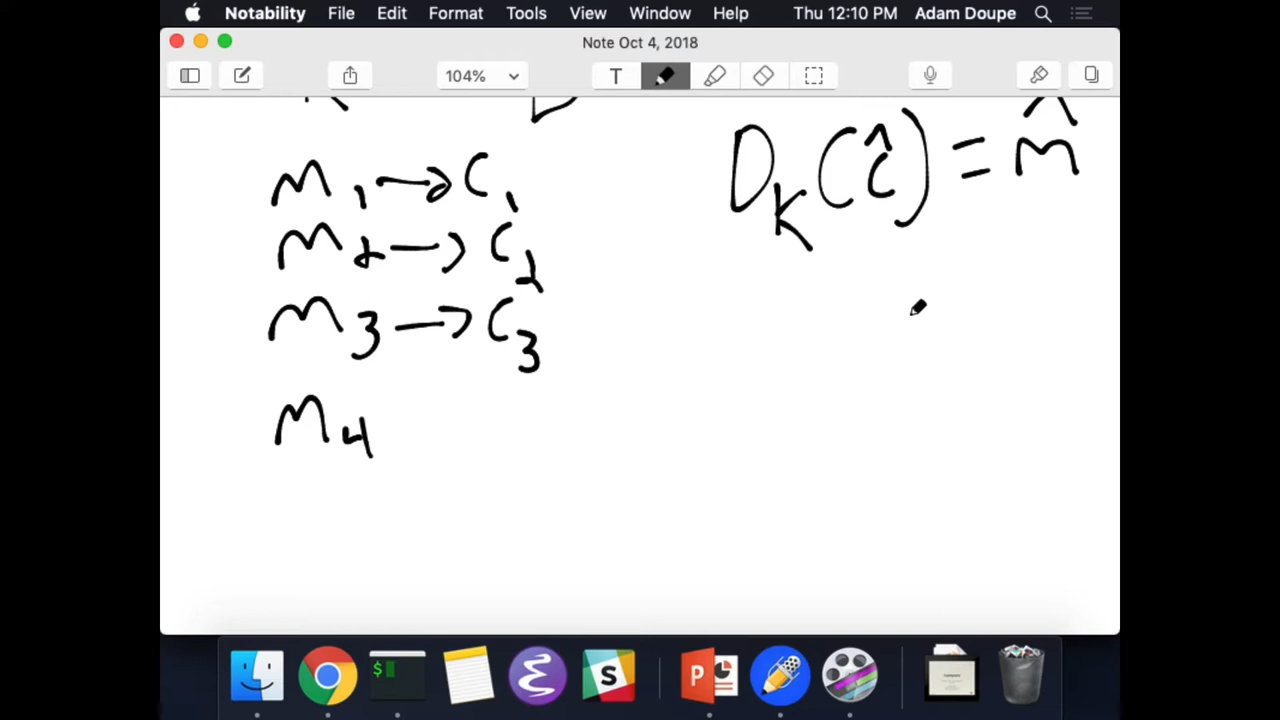 Notability File Edit Format Tools View Window Help Thu 12:10 PM Adam Doupe
Note Oct 4, 2018
104% T
D_K(ĉ) = m̂
M1 → C1
M2 → C2
M3 → C3
M4
$ S P